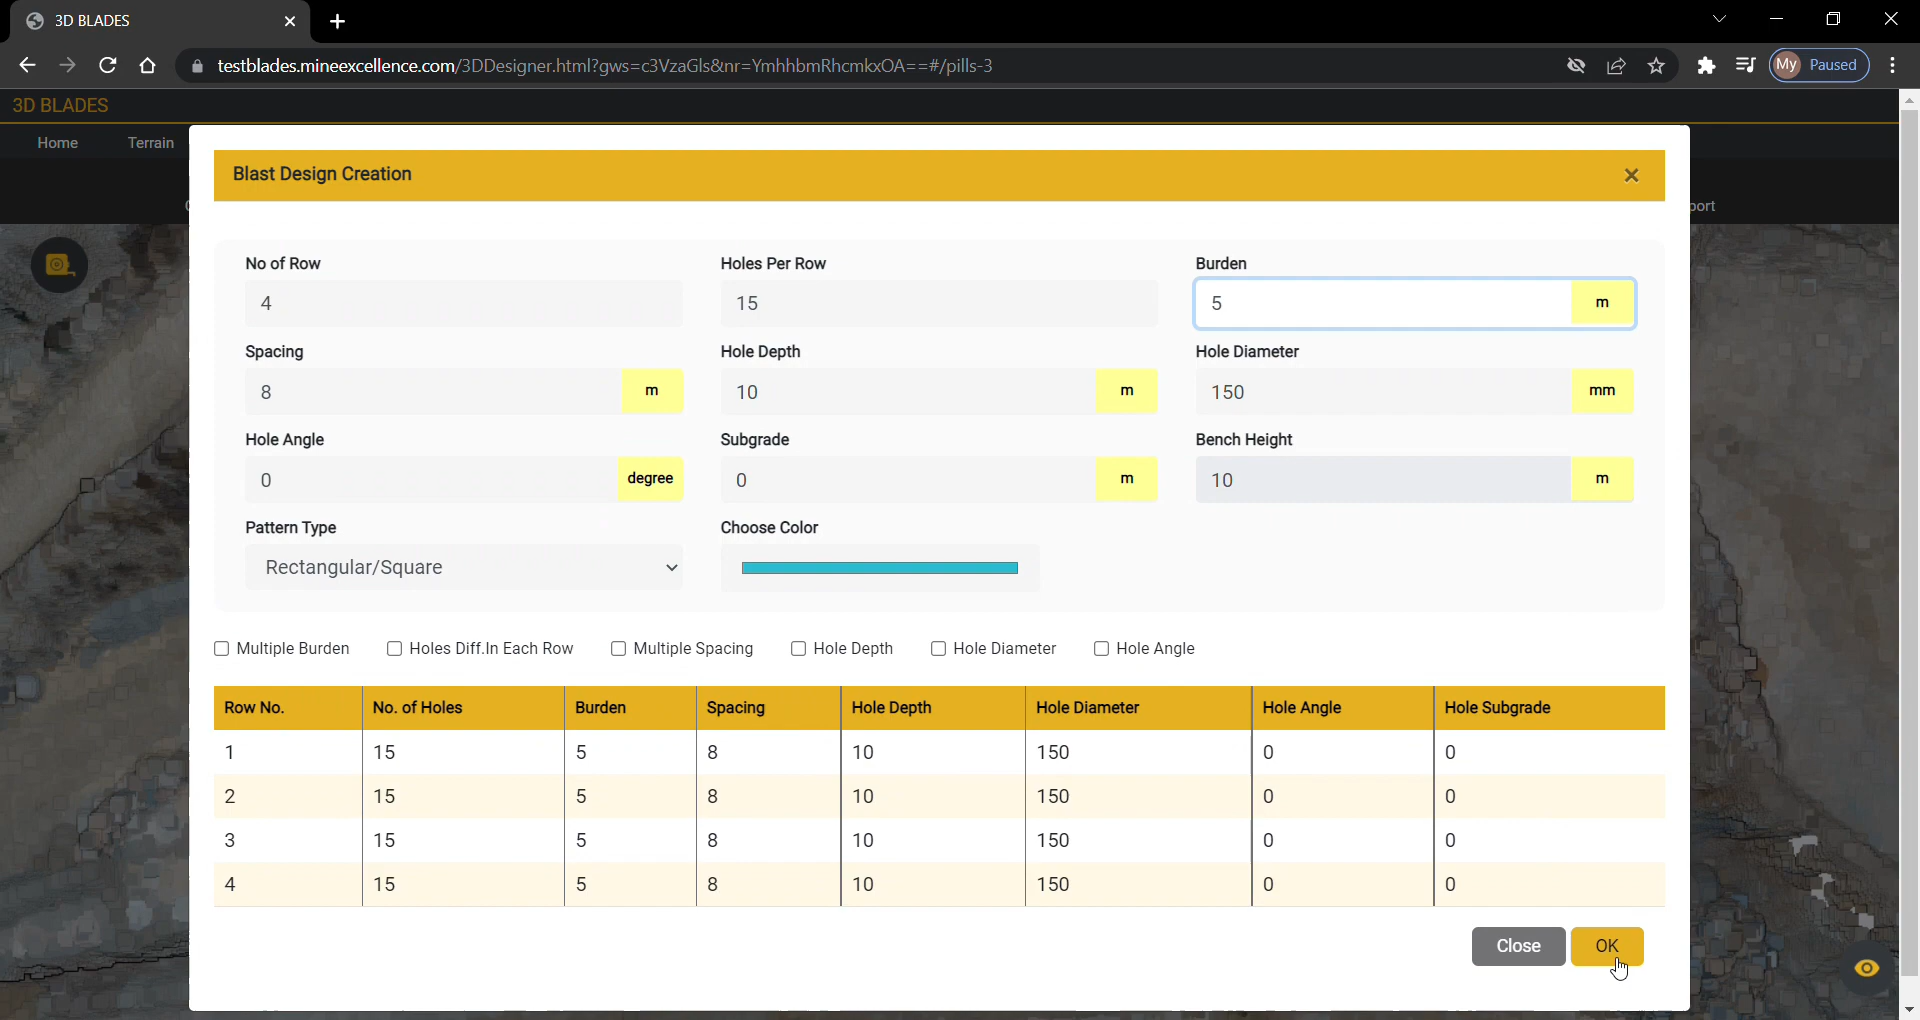 3D BLADES
testblades.mineexcellence.com/3DDesigner.html?gws=c3VzaGls&nr=YmhhbmRhcmkxOA==#/pills-3
My Paused
3D BLADES
Home Terrain
Blast Design Creation
port
No of Row Holes Per Row Burden
4 15 5 m
Spacing Hole Depth Hole Diameter
8 m 10 m 150 mm
Hole Angle Subgrade Bench Height
0 degree 0 m 10 m
Pattern Type Choose Color
Rectangular/Square
Multiple Burden Holes Diff.In Each Row Multiple Spacing Hole Depth Hole Diameter Hole Angle
Row No. No. of Holes Burden Spacing Hole Depth Hole Diameter Hole Angle Hole Subgrade
1 15 5 8 10 150 0 0
2 15 5 8 10 150 0 0
3 15 5 8 10 150 0 0
4 15 5 8 10 150 0 0
Close OK